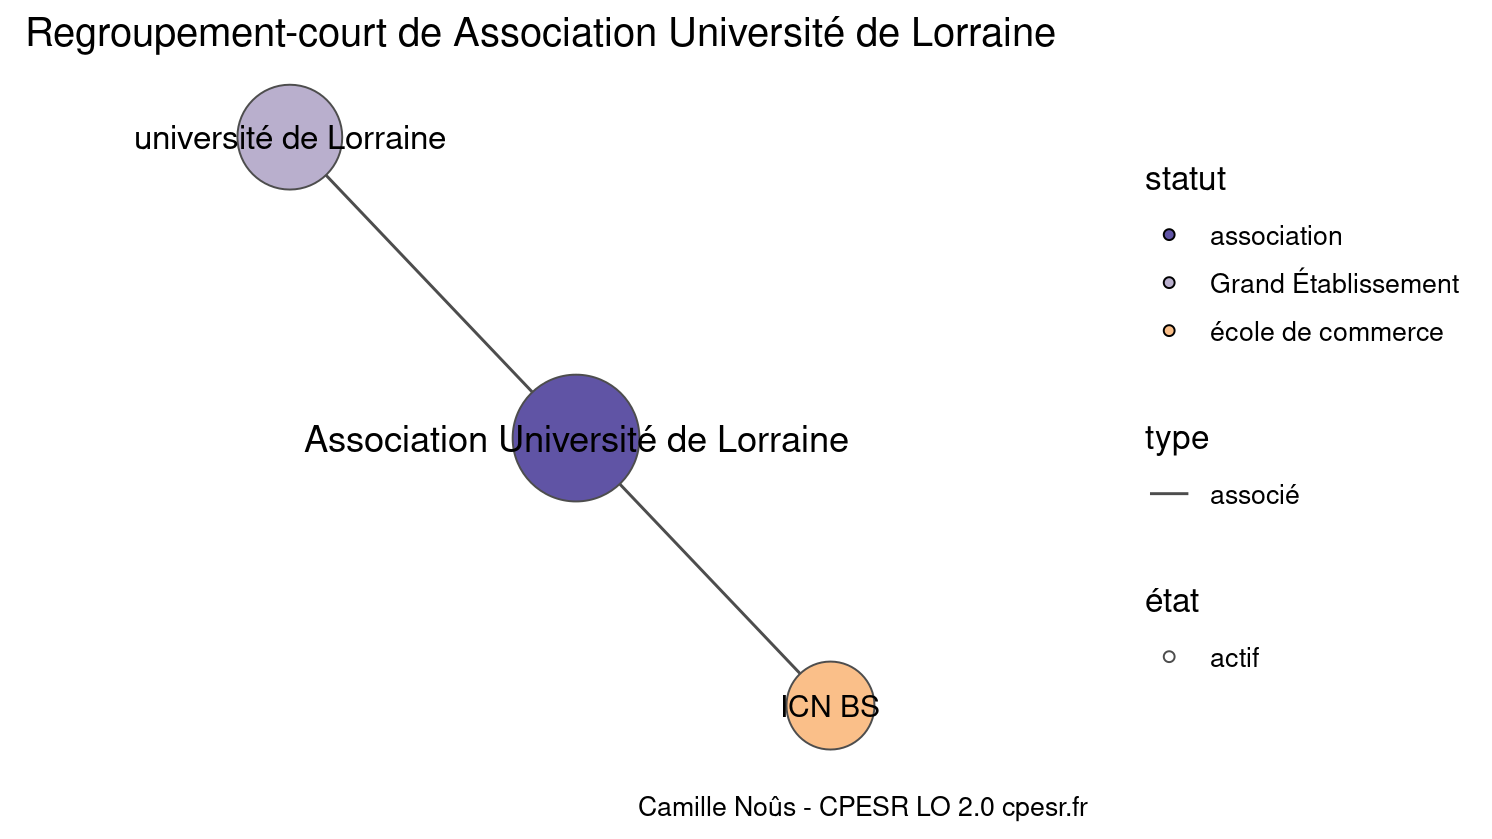 Regroupement-court de Association Université de Lorraine
université de Lorraine
Association Université de Lorraine
ICN BS
statut
association
Grand Établissement
école de commerce
type
associé
état
actif
Camille Noûs - CPESR LO 2.0 cpesr.fr